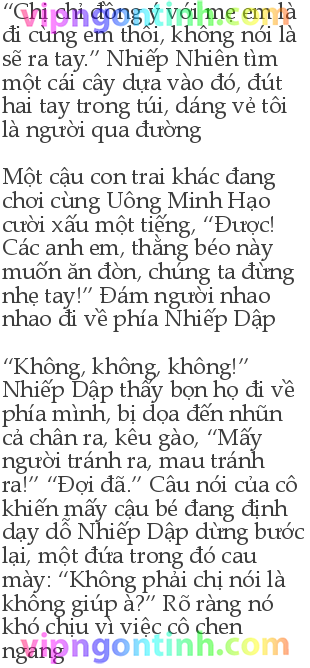 “Chị chỉ đồng ý với mẹ em là
đi cùng em thôi, không nói là
sẽ ra tay.” Nhiếp Nhiên tìm
một cái cây dựa vào đó, đút
hai tay trong túi, dáng vẻ tôi
là người qua đường
Một cậu con trai khác đang
chơi cùng Uông Minh Hạo
cười xấu một tiếng, “Được!
Các anh em, thằng béo này
muốn ăn đòn, chúng ta đừng
nhẹ tay!” Đám người nhao
nhao đi về phía Nhiếp Dập
“Không, không, không!”
Nhiếp Dập thấy bọn họ đi về
phía mình, bị dọa đến nhũn
cả chân ra, kêu gào, “Mấy
người tránh ra, mau tránh
ra!” “Đợi đã.” Câu nói của cô
khiến mấy cậu bé đang định
dạy dỗ Nhiếp Dập dừng bước
lại, một đứa trong đó cau
mày: “Không phải chị nói là
không giúp à?” Rõ ràng nó
khó chịu vì việc cô chen
ngang
vipngontinh.com
vipngontinh.com